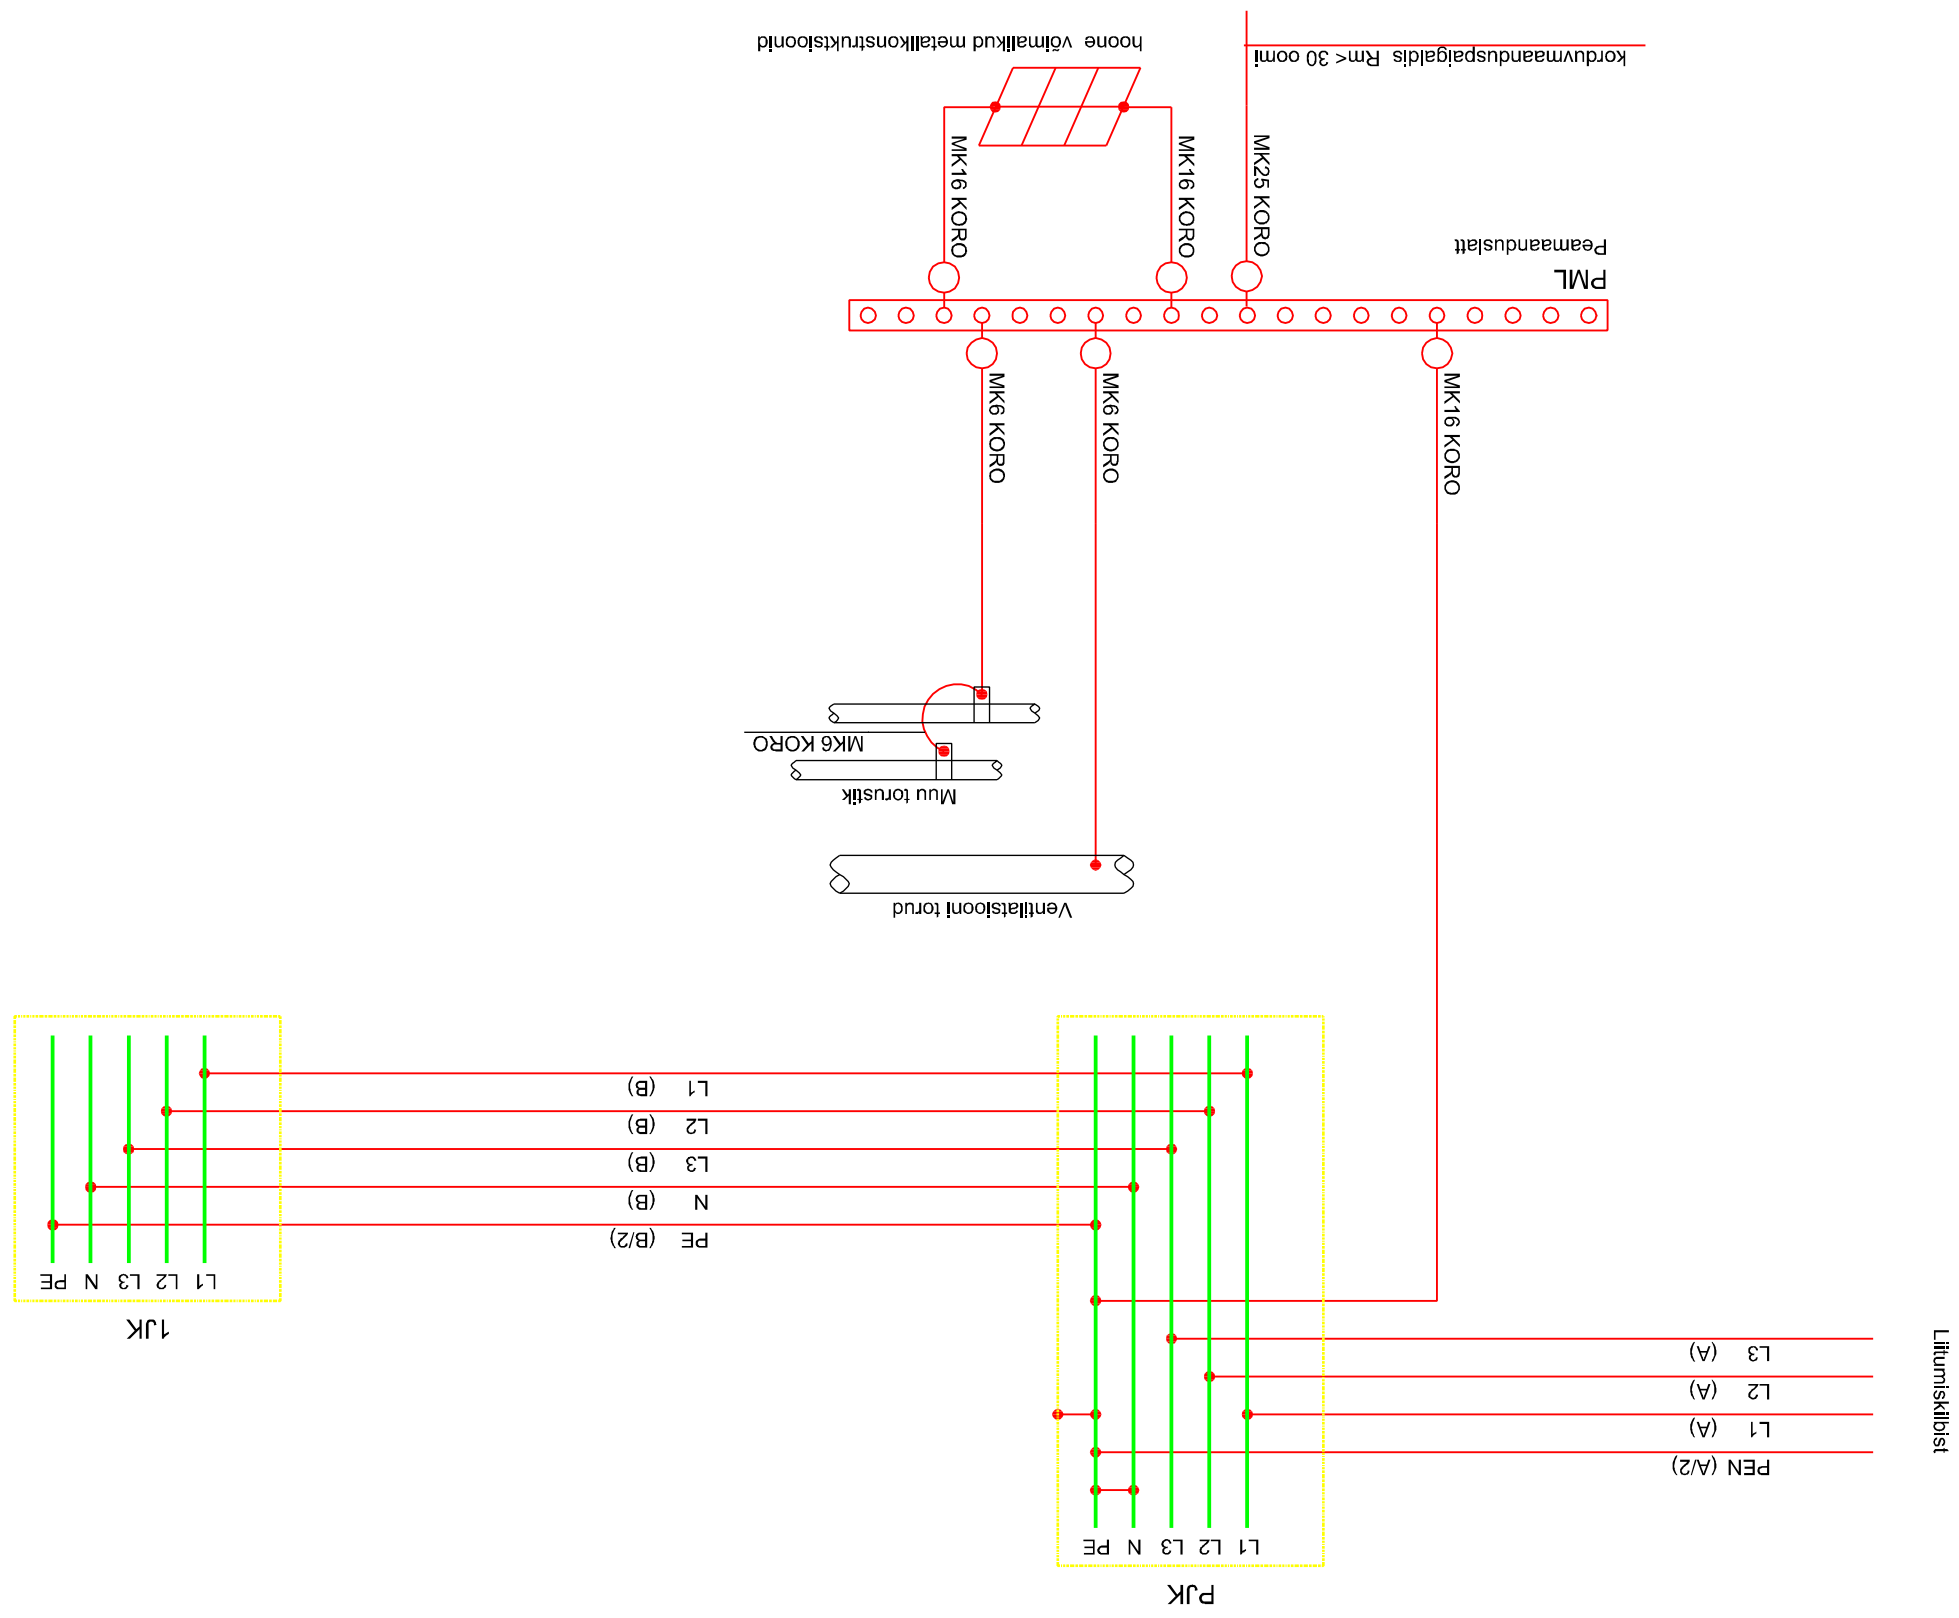 PJK
L1 L2 L3 N PE
PEN (A/2)
L1 (A)
L2 (A)
L3 (A)
Liitumiskilbist
1JK
L1 L2 L3 N PE
PE (B/2)
N (B)
L3 (B)
L2 (B)
L1 (B)
Ventilatsiooni torud
Muu torustik
MK6 KORO
MK16 KORO
MK6 KORO
MK6 KORO
PML
Peamaanduslatt
MK25 KORO
MK16 KORO
MK16 KORO
korduvmaanduspaigaldis Rm< 30 oomi
hoone võimalikud metallkonstruktsioonid